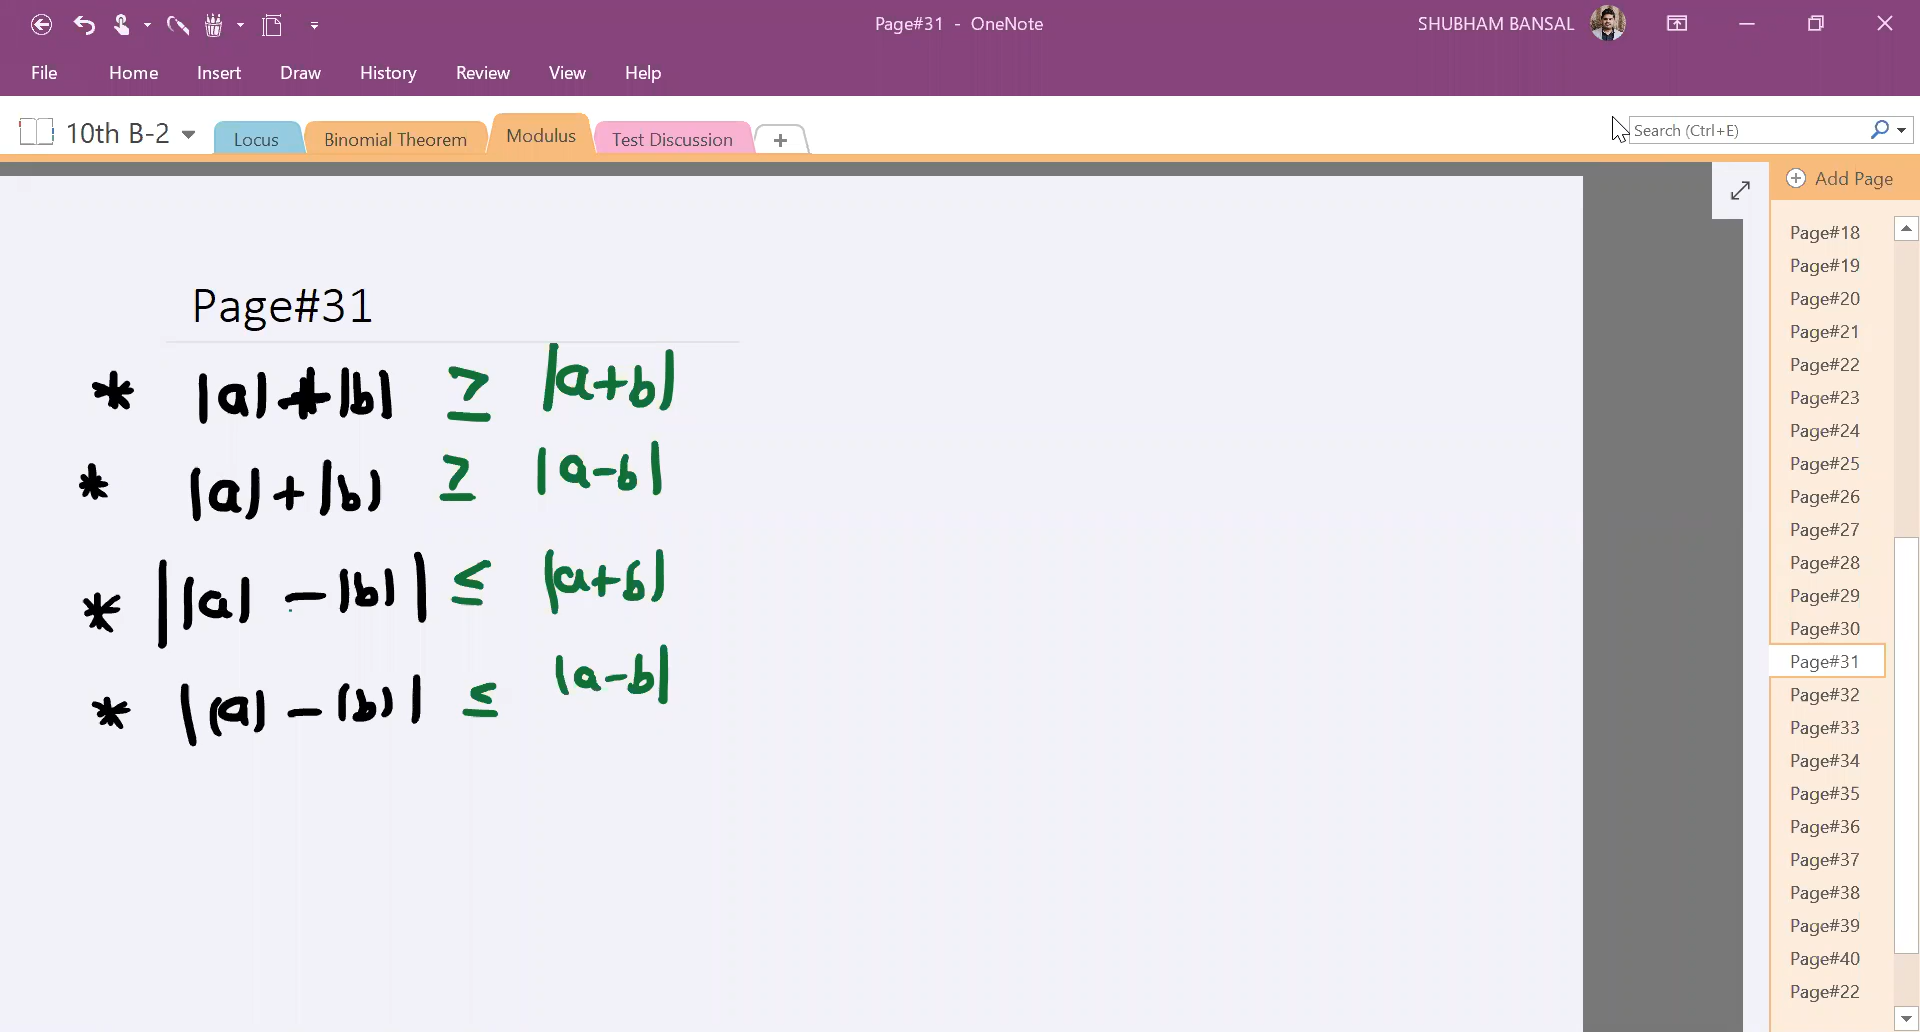 Page#31 - OneNote
SHUBHAM BANSAL
File Home Insert Draw History Review View Help
10th B-2 Locus Binomial Theorem Modulus Test Discussion +
Search (Ctrl+E)
Add Page
Page#31
* |a| + |b| ≥ |a+b|
* |a| + |b| ≥ |a-b|
* ||a| - |b|| ≤ |a+b|
* ||a| - |b|| ≤ |a-b|
Page#18
Page#19
Page#20
Page#21
Page#22
Page#23
Page#24
Page#25
Page#26
Page#27
Page#28
Page#29
Page#30
Page#31
Page#32
Page#33
Page#34
Page#35
Page#36
Page#37
Page#38
Page#39
Page#40
Page#22